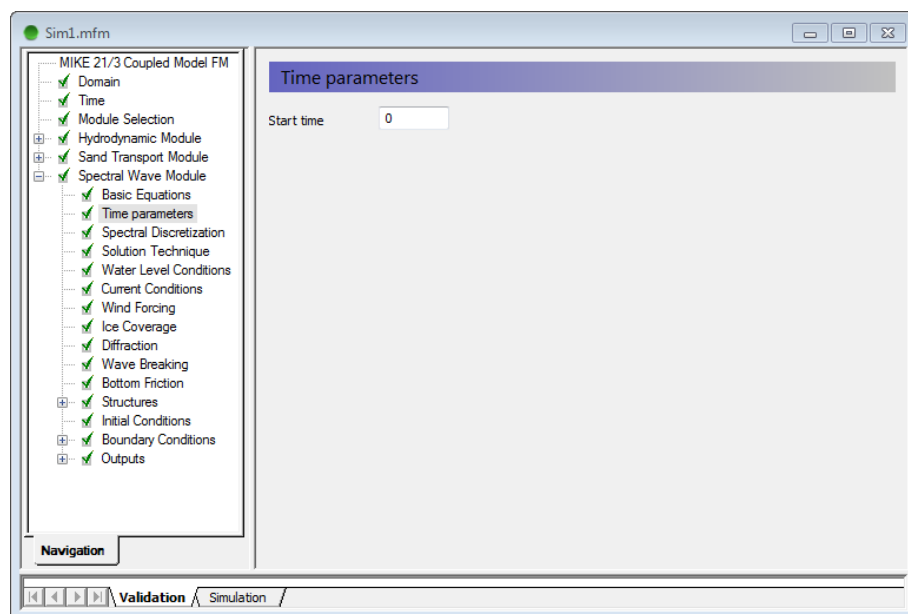 Sim1.mfm
MIKE 21/3 Coupled Model FM
Domain
Time
Module Selection
Hydrodynamic Module
Sand Transport Module
Spectral Wave Module
Basic Equations
Time parameters
Spectral Discretization
Solution Technique
Water Level Conditions
Current Conditions
Wind Forcing
Ice Coverage
Diffraction
Wave Breaking
Bottom Friction
Structures
Initial Conditions
Boundary Conditions
Outputs
Navigation
Time parameters
Start time 0
Validation Simulation